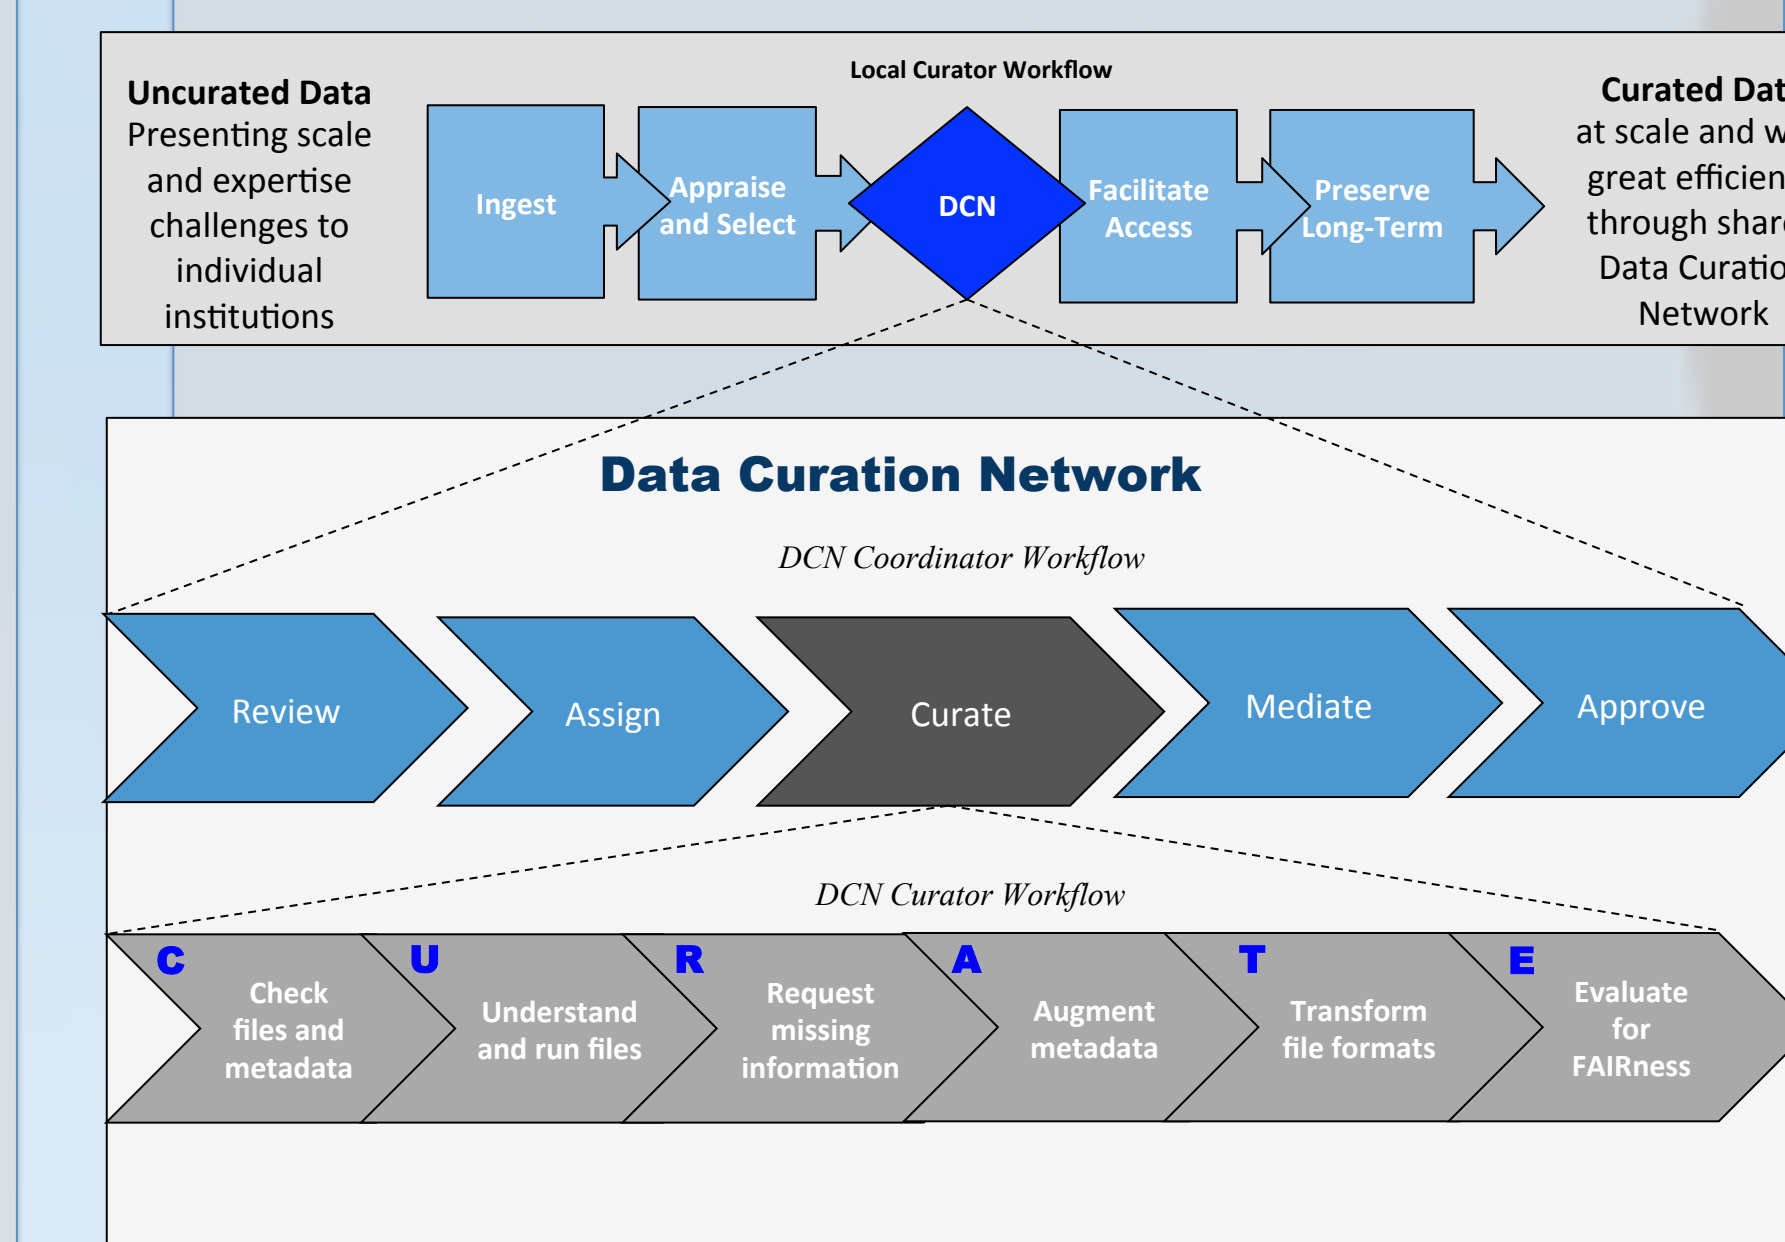 Local Curator Workflow
Uncurated Data
Presenting scale
and expertise
challenges to
individual
institutions
Ingest
Appraise
and Select
DCN
Facilitate
Access
Preserve
Long-Term
Curated
at scale and
great
through
Data
Network
Data Curation Network
DCN Coordinator Workflow
Review
Assign
Curate
Mediate
Approve
DCN Curator Workflow
C
Check
files and
metadata
U
Understand
and run files
R
Request
missing
information
A
Augment
metadata
T
Transform
file formats
E
Evaluate
for
FAIRness